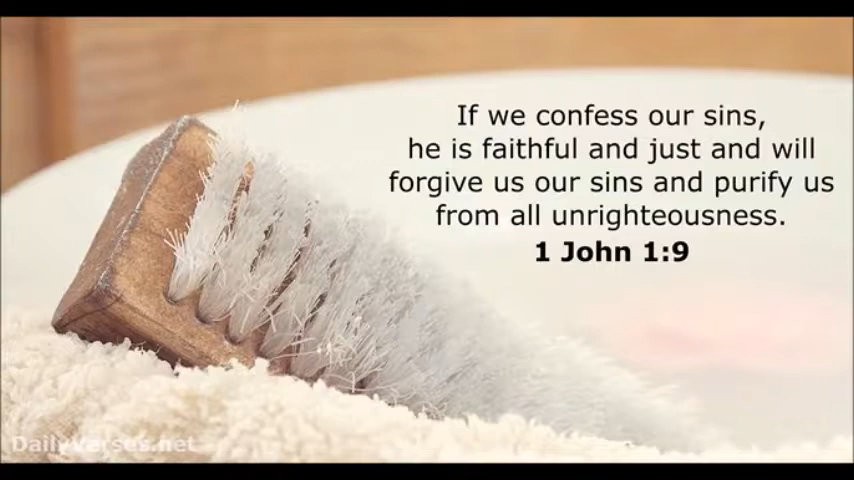 If we confess our sins,
he is faithful and just and will
forgive us our sins and purify us
from all unrighteousness.
1 John 1:9
DailyVerses.net